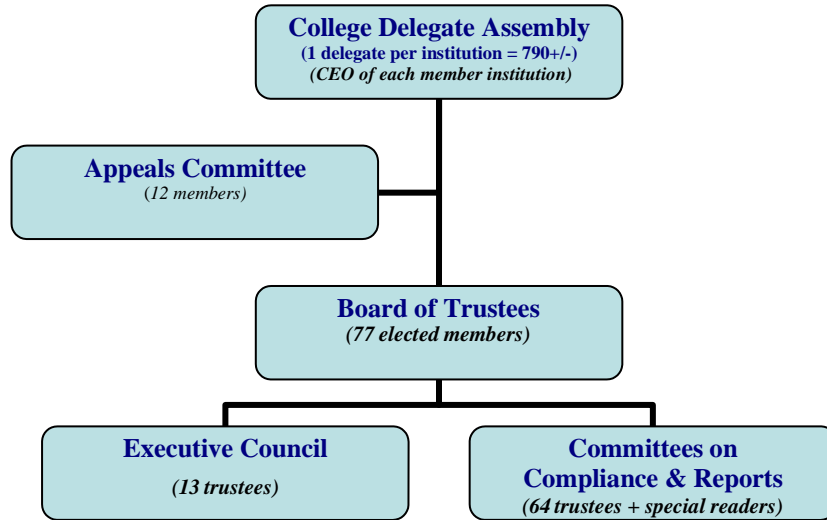 College Delegate Assembly
(1 delegate per institution = 790+/-)
(CEO of each member institution)
Appeals Committee
(12 members)
Board of Trustees
(77 elected members)
Executive Council
(13 trustees)
Committees on
Compliance & Reports
(64 trustees + special readers)